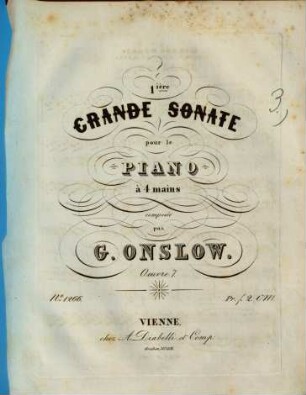 1ière
GRANDE SONATE
pour le
PIANO
à 4 mains
composée
par
G. ONSLOW.
Oeuvre 7.
VIENNE,
chez A. Diabelli et Comp.
3.